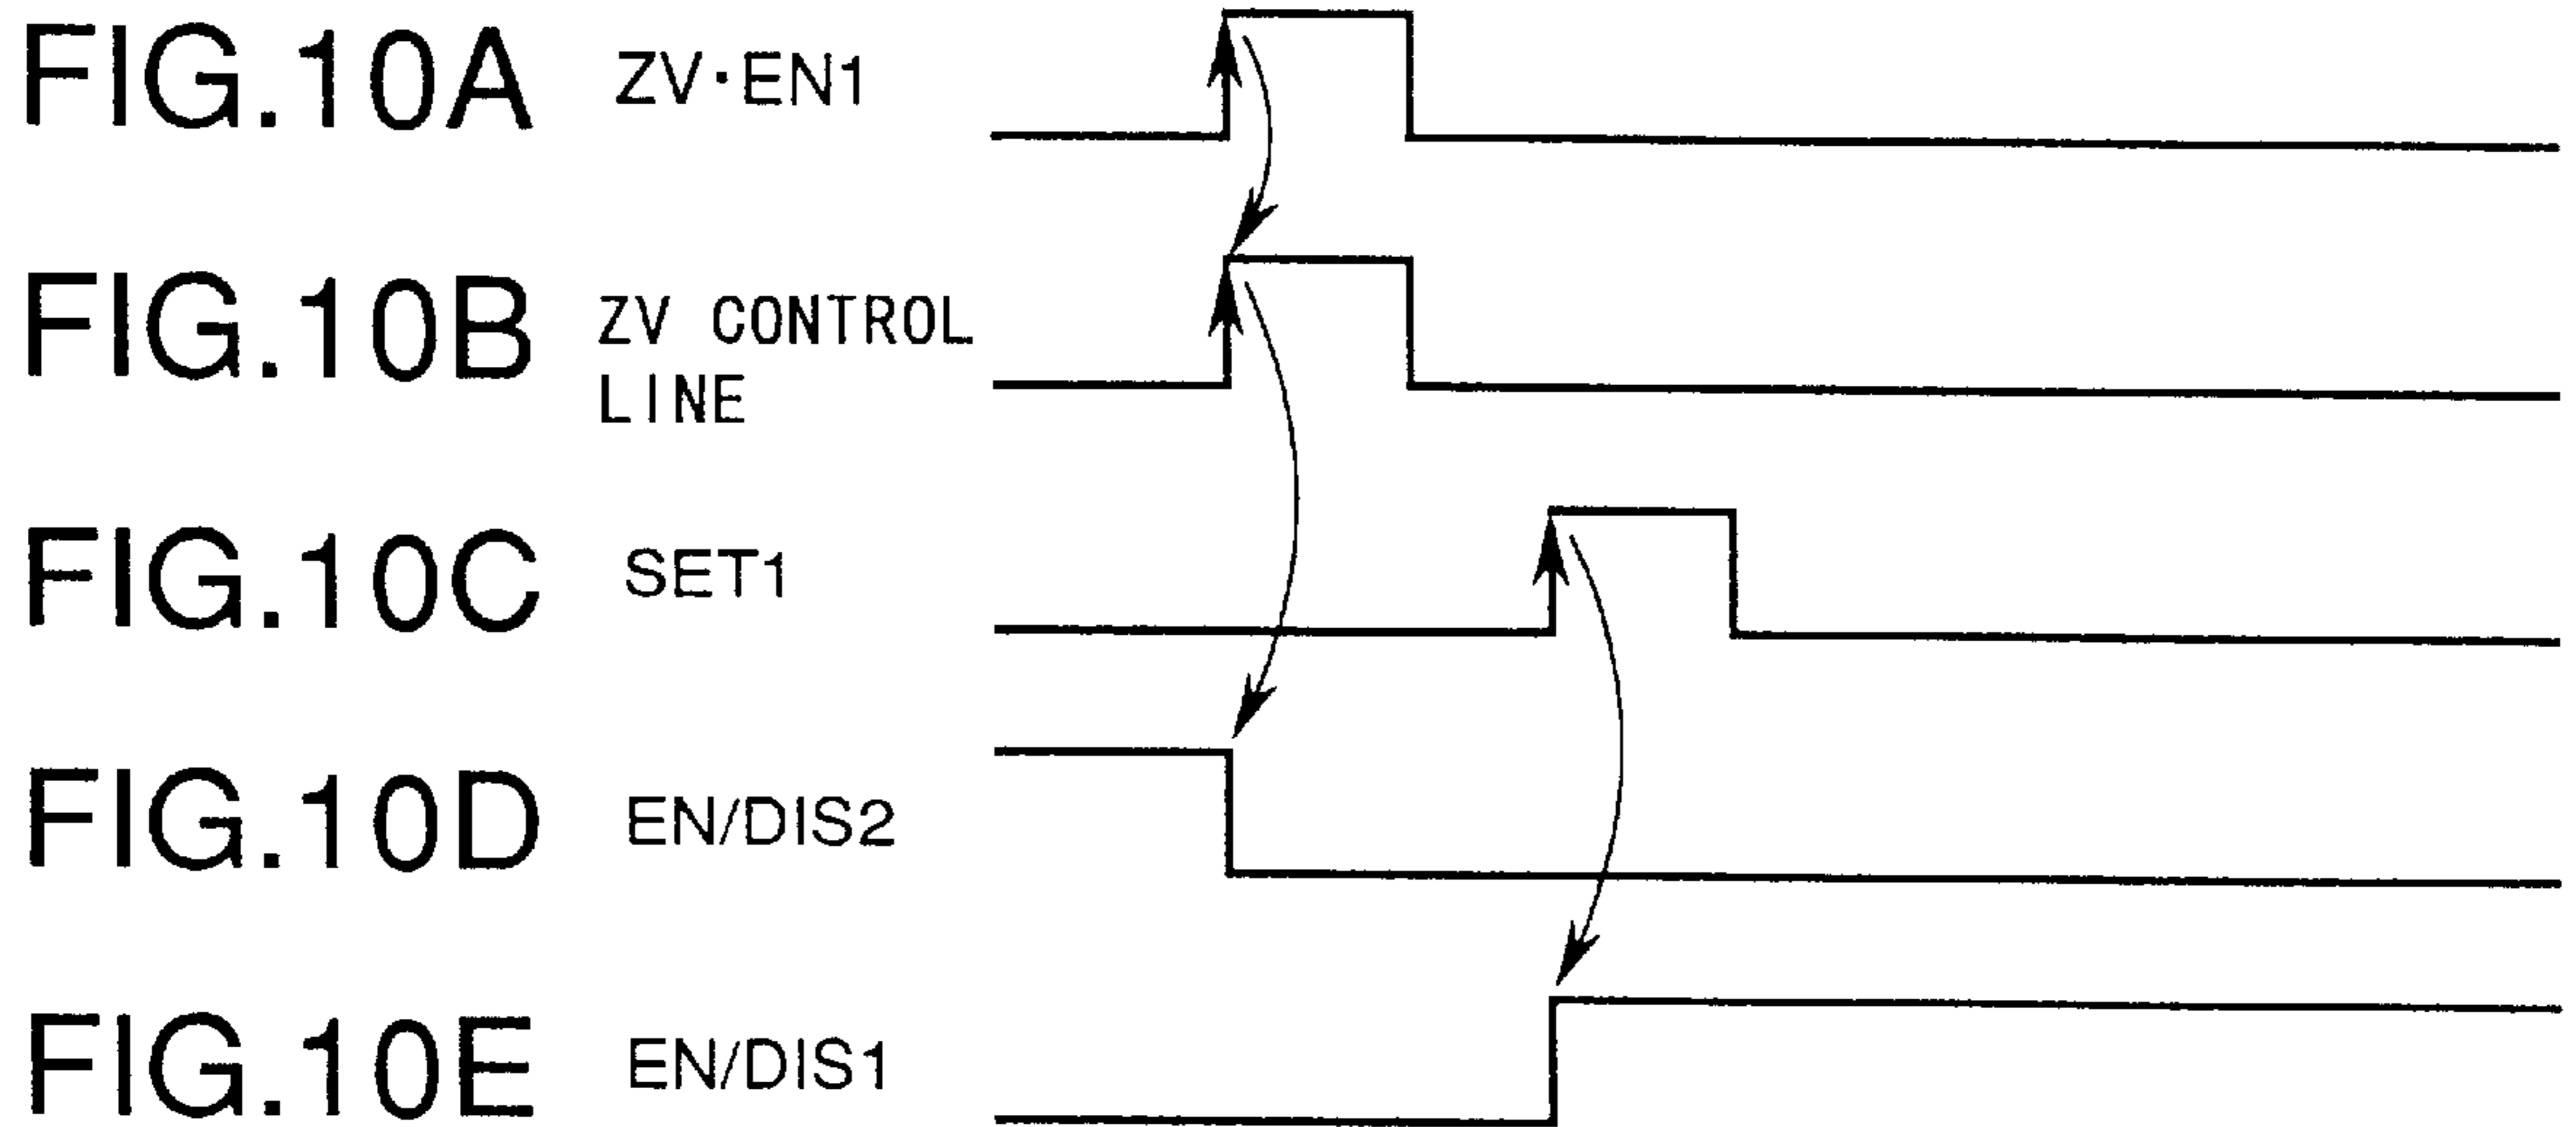 FIG.10A ZV·EN1
FIG.10B ZV CONTROL
LINE
FIG.10C SET1
FIG.10D EN/DIS2
FIG.10E EN/DIS1